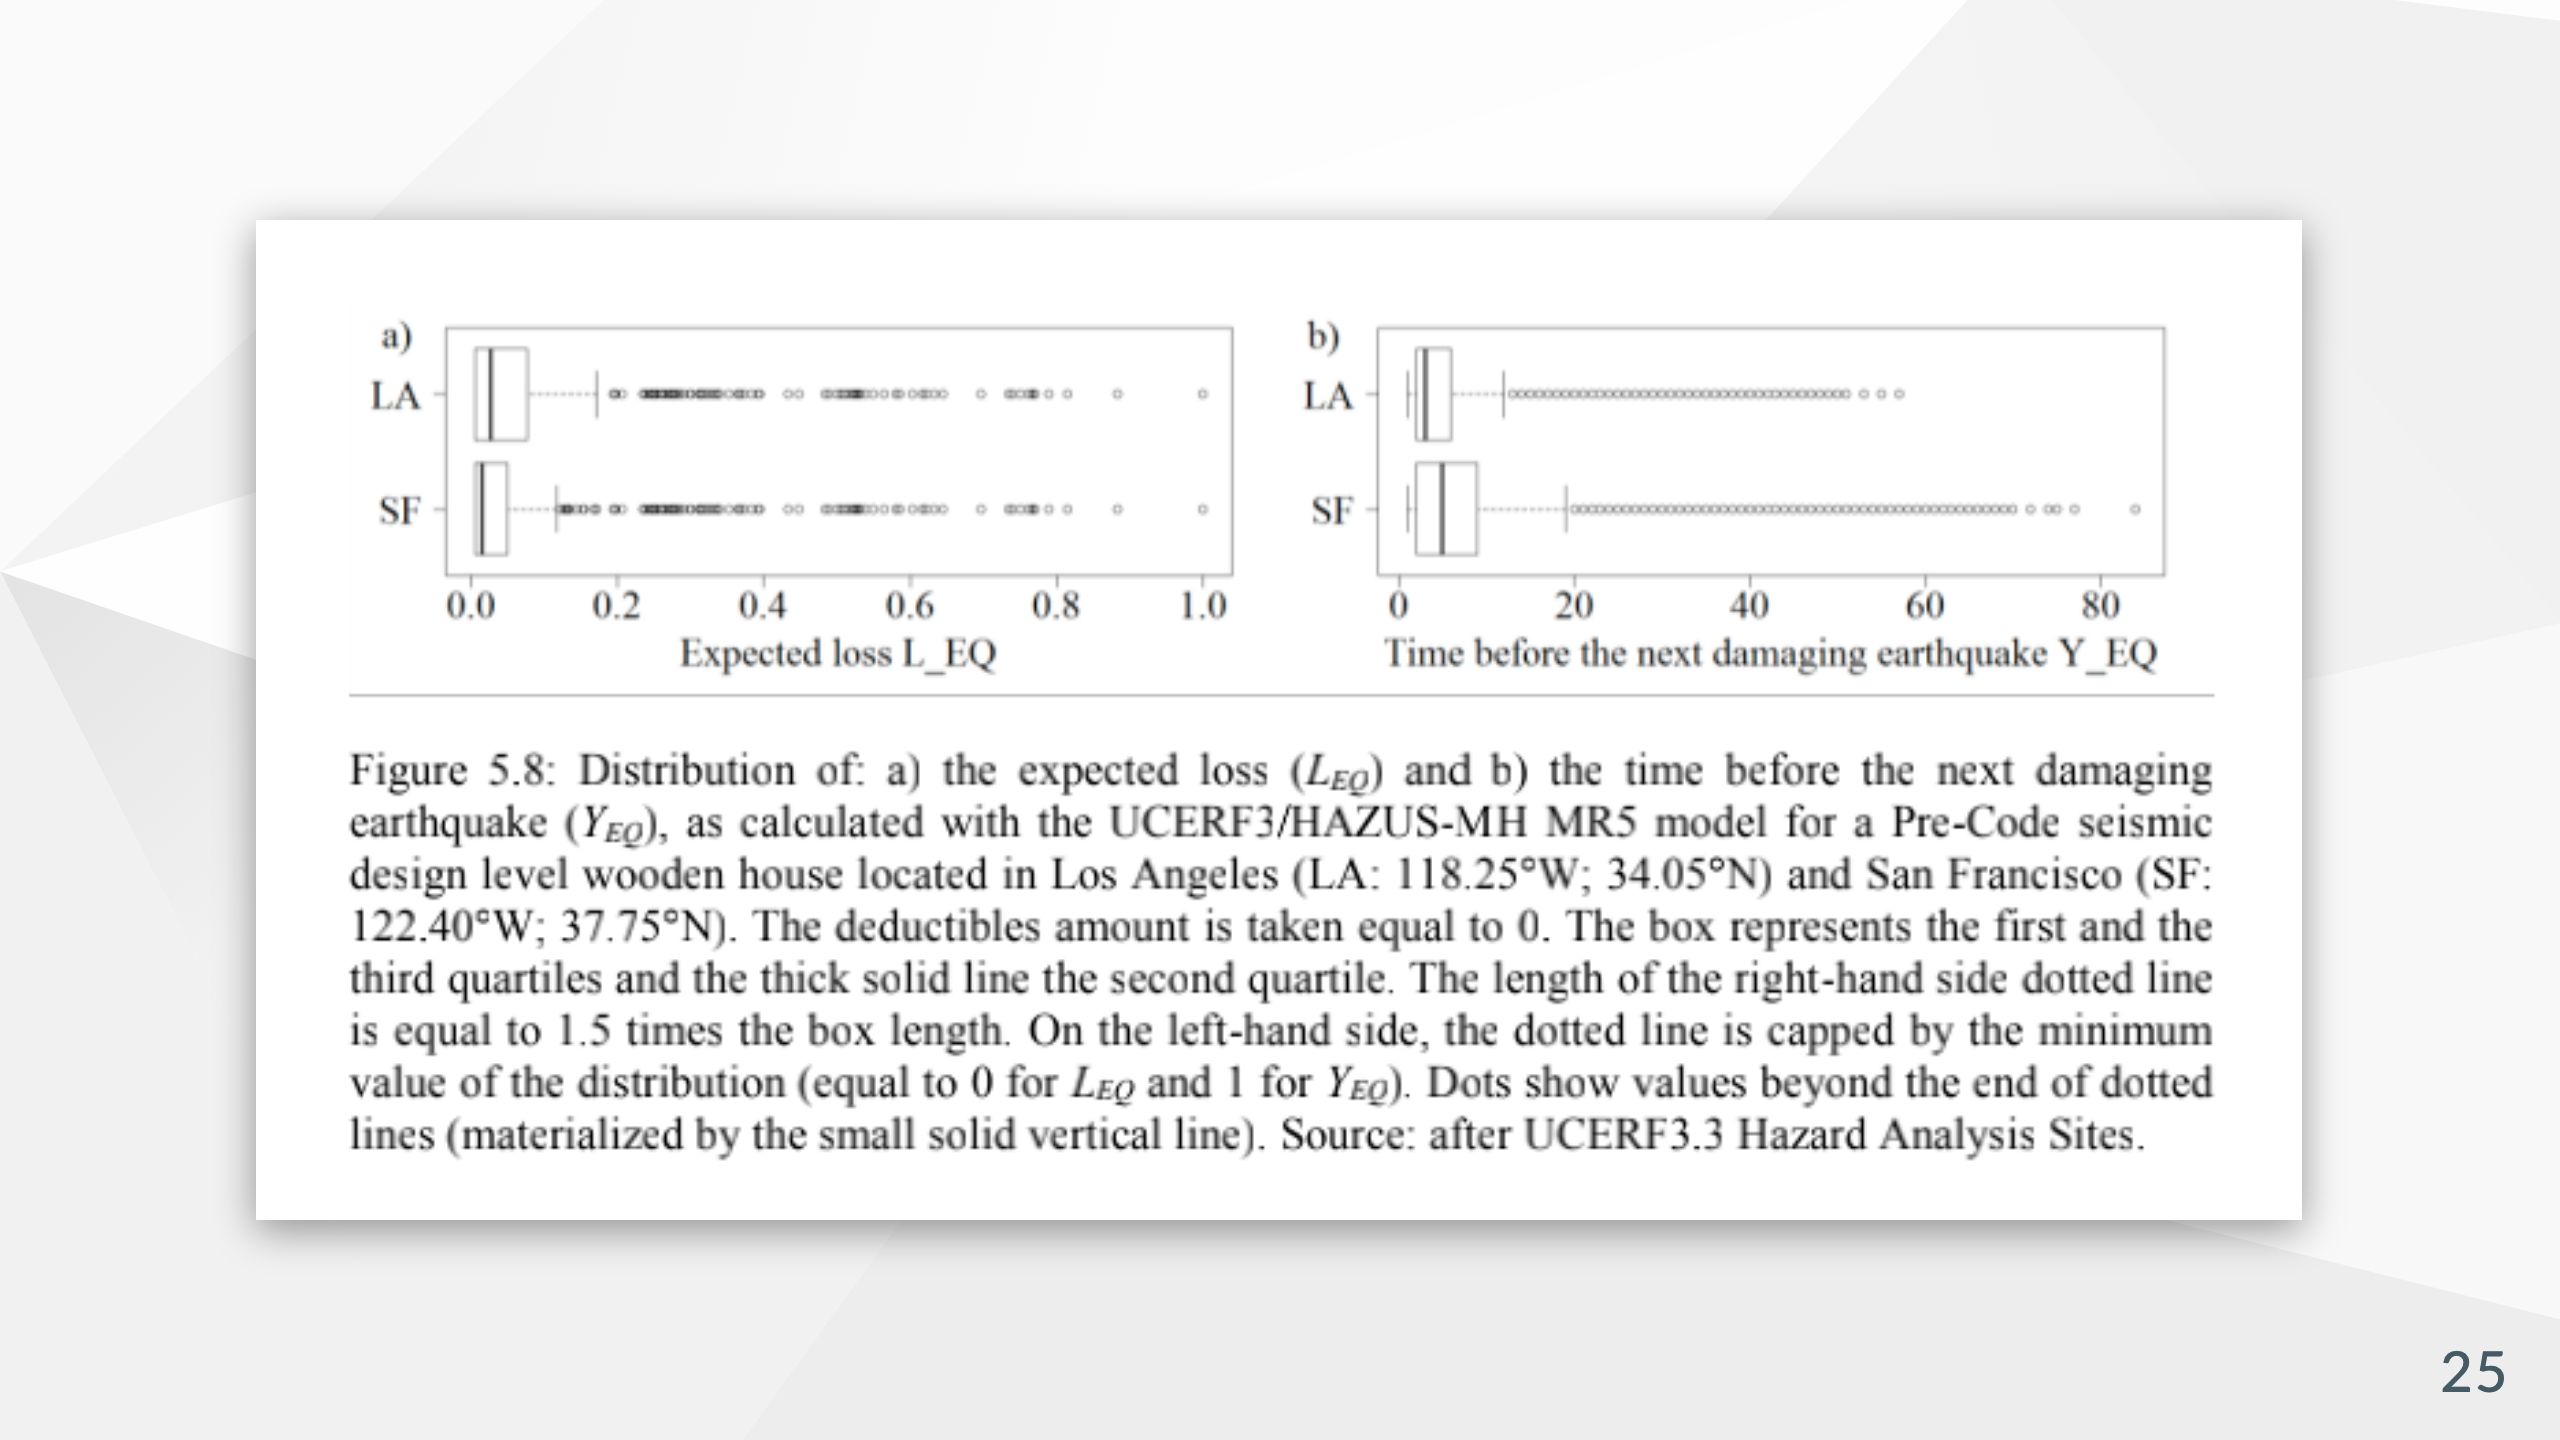 a)
LA
SF
0.0 0.2 0.4 0.6 0.8 1.0
Expected loss L_EQ
b)
LA
SF
0 20 40 60 80
Time before the next damaging earthquake Y_EQ
Figure 5.8: Distribution of: a) the expected loss (L_EQ) and b) the time before the next damaging
earthquake (Y_EQ), as calculated with the UCERF3/HAZUS-MH MR5 model for a Pre-Code seismic
design level wooden house located in Los Angeles (LA: 118.25°W; 34.05°N) and San Francisco (SF:
122.40°W; 37.75°N). The deductibles amount is taken equal to 0. The box represents the first and the
third quartiles and the thick solid line the second quartile. The length of the right-hand side dotted line
is equal to 1.5 times the box length. On the left-hand side, the dotted line is capped by the minimum
value of the distribution (equal to 0 for L_EQ and 1 for Y_EQ). Dots show values beyond the end of dotted
lines (materialized by the small solid vertical line). Source: after UCERF3.3 Hazard Analysis Sites.
25